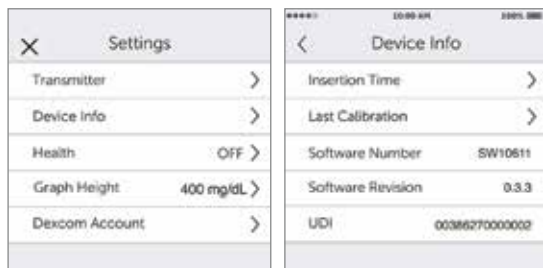 Settings
Transmitter
Device Info
Health OFF
Graph Height 400 mg/dL
Dexcom Account
10:00 AM 100%
Device Info
Insertion Time
Last Calibration
Software Number SW10611
Software Revision 0.3.3
UDI 00386270000002